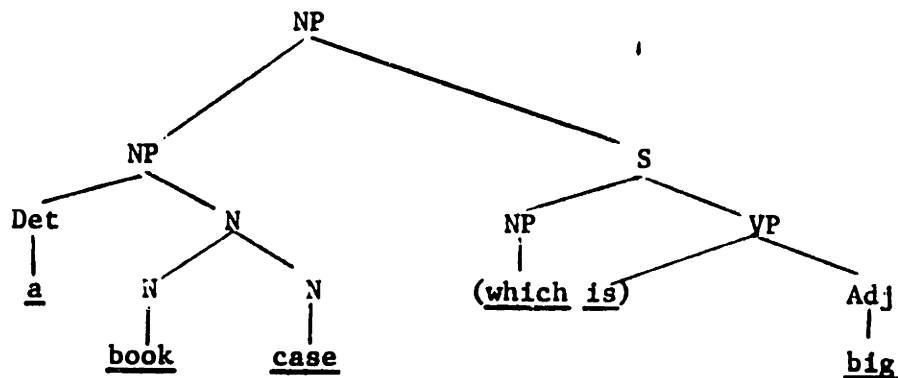 NP
NP S
Det N NP VP
a N N (which is) Adj
book case big